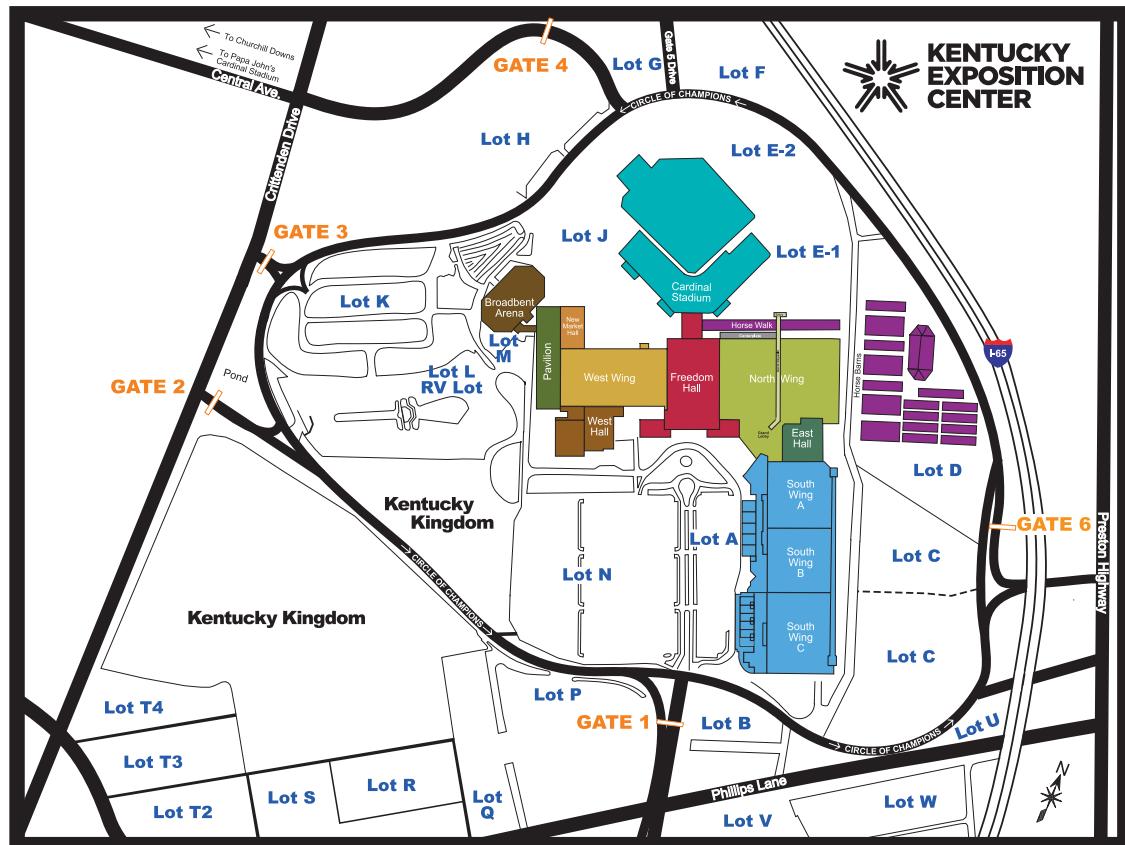 To Churchill Downs
To Papa John's
Cardinal Stadium
Central Ave.
Crittenden Drive
GATE 4
Lot G
Gate 5 Drive
Lot F
KENTUCKY
EXPOSITION
CENTER
CIRCLE OF CHAMPIONS
Lot H
Lot E-2
GATE 3
Lot J
Lot E-1
Cardinal
Stadium
Lot K
Broadbent
Arena
New
Market
Hall
Horse Walk
I-65
Lot
M
Pavilion
West Wing
Freedom
Hall
North Wing
Horse Barns
GATE 2
Pond
Lot L
RV Lot
West
Hall
Grand
Lobby
East
Hall
Lot D
South
Wing
A
Kentucky
Kingdom
Lot A
GATE 6
Preston Highway
South
Wing
B
Lot C
Lot N
CIRCLE OF CHAMPIONS
Kentucky Kingdom
South
Wing
C
Lot C
Lot P
GATE 1
Lot B
Lot U
CIRCLE OF CHAMPIONS
Lot T4
Lot T3
Lot T2
Lot S
Lot R
Lot
Q
Phillips Lane
Lot V
Lot W
N